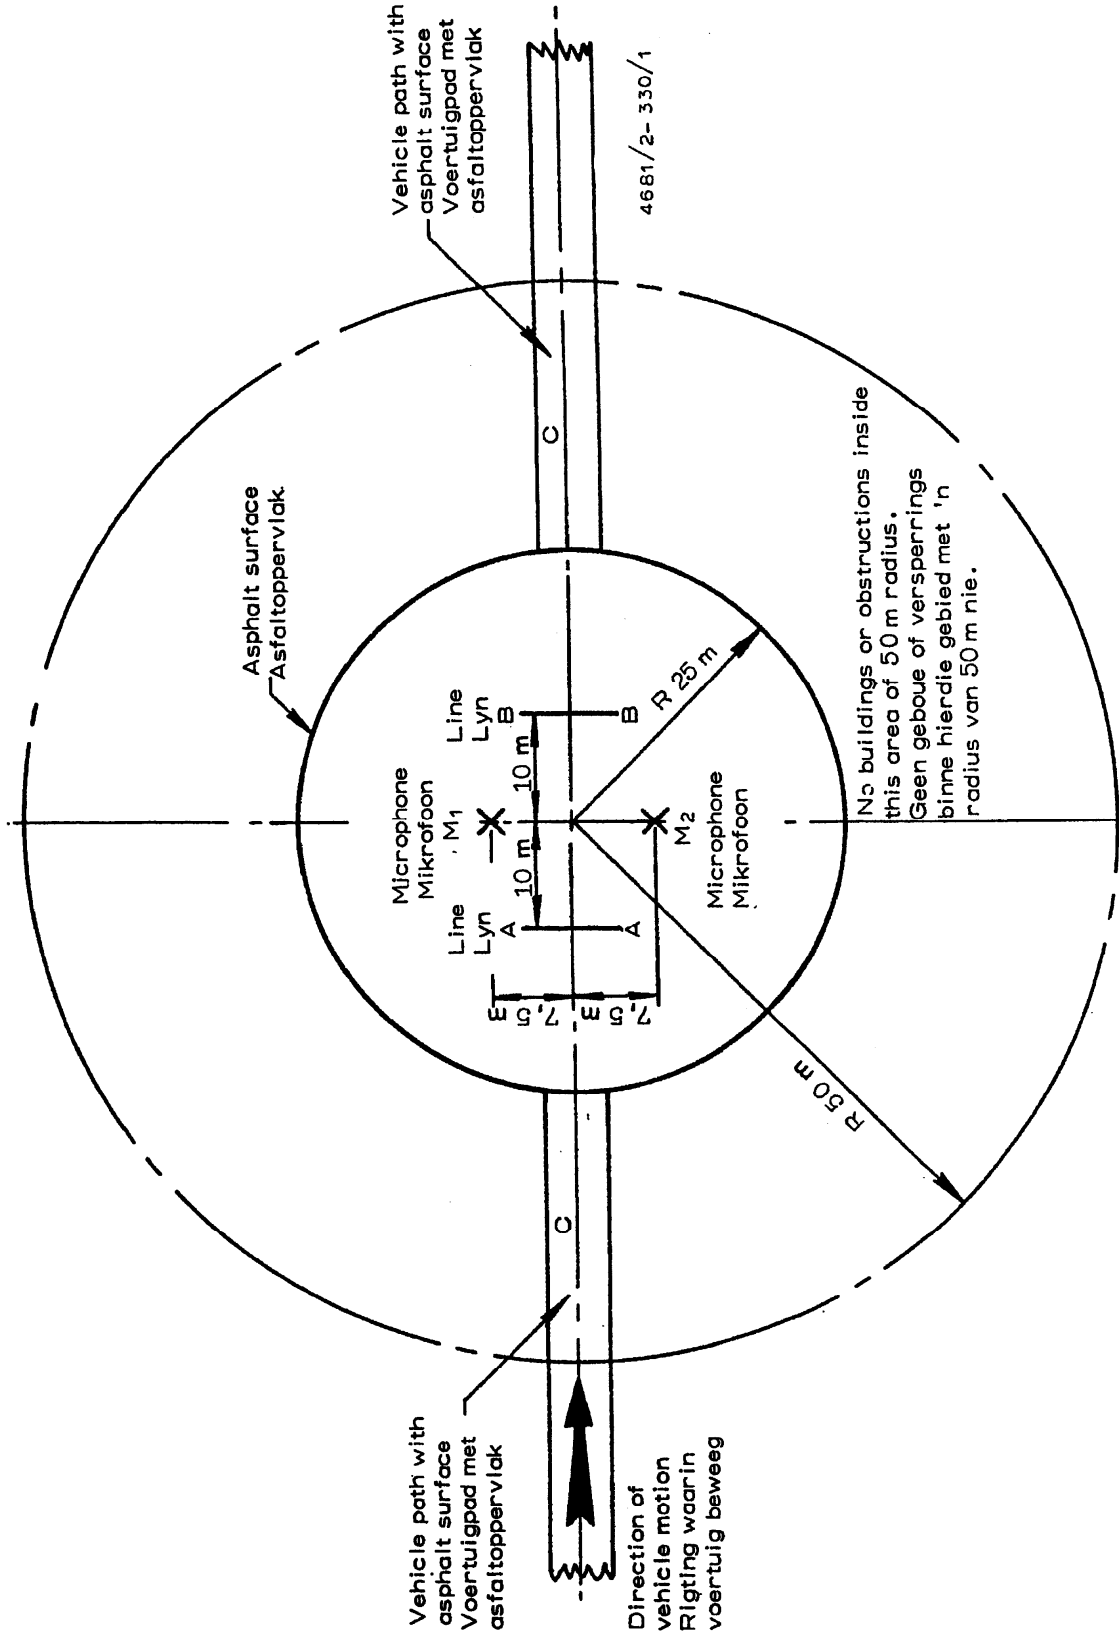 Vehicle path with
asphalt surface
Voertuigpad met
asfaltoppervlak
4681/2-330/1
Asphalt surface
Asfaltoppervlak.
Line
Lyn
B
B
10 m
R 25 m
C
Microphone
Mikrofoon
M1
M2
Microphone
Mikrofoon
10 m
Line
Lyn
A
A
7,5 m
7,5 m
No buildings or obstructions inside
this area of 50 m radius.
Geen geboue of versperrings
binne hierdie gebied met 'n
radius van 50 m nie.
R 50 m
C
Vehicle path with
asphalt surface
Voertuigpad met
asfaltoppervlak
Direction of
vehicle motion
Rigting waarin
voertuig beweeg